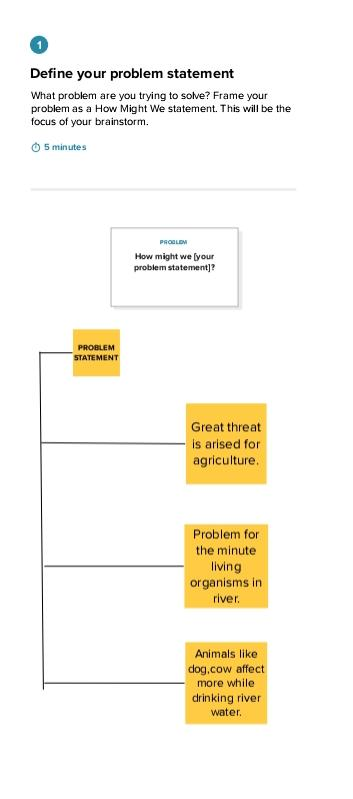 1
Define your problem statement
What problem are you trying to solve? Frame your
problem as a How Might We statement. This will be the
focus of your brainstorm.
5 minutes
PROBLEM
How might we [your
problem statement]?
PROBLEM
STATEMENT
Great threat
is arised for
agriculture.
Problem for
the minute
living
organisms in
river.
Animals like
dog,cow affect
more while
drinking river
water.